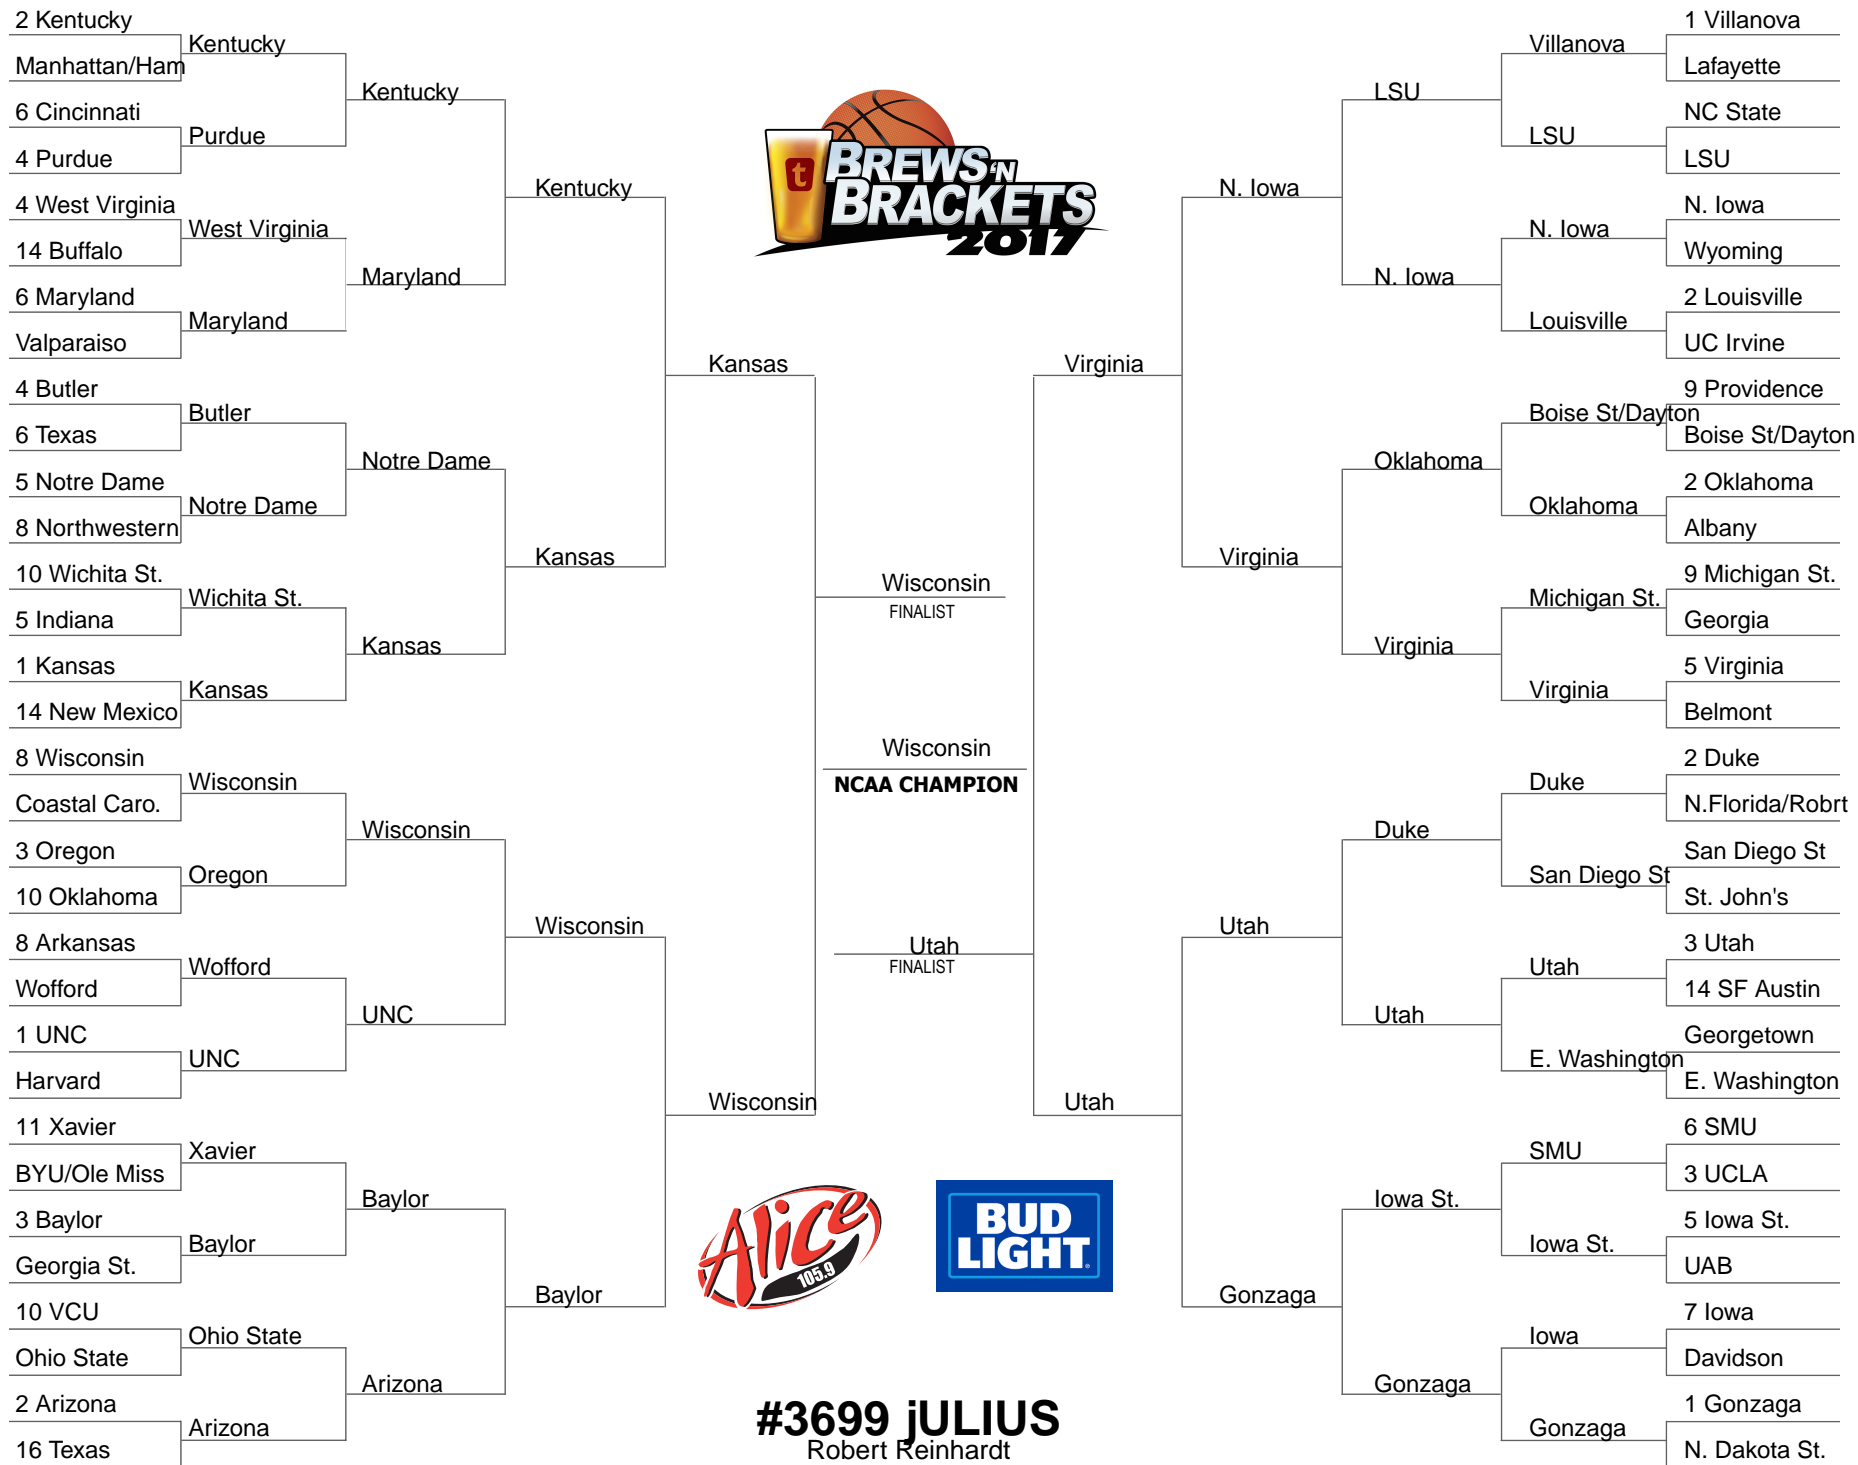 2 Kentucky
Manhattan/Ham
6 Cincinnati
4 Purdue
4 West Virginia
14 Buffalo
6 Maryland
Valparaiso
4 Butler
6 Texas
5 Notre Dame
8 Northwestern
10 Wichita St.
5 Indiana
1 Kansas
14 New Mexico
8 Wisconsin
Coastal Caro.
3 Oregon
10 Oklahoma
8 Arkansas
Wofford
1 UNC
Harvard
11 Xavier
BYU/Ole Miss
3 Baylor
Georgia St.
10 VCU
Ohio State
2 Arizona
16 Texas
Kentucky
Purdue
West Virginia
Maryland
Butler
Notre Dame
Wichita St.
Kansas
Wisconsin
Oregon
Wofford
UNC
Xavier
Baylor
Ohio State
Arizona
Kentucky
Maryland
Notre Dame
Kansas
Wisconsin
UNC
Baylor
Arizona
Kentucky
Kansas
Wisconsin
Baylor
Kansas
Wisconsin
t
BREWS 'N
BRACKETS
2017
Wisconsin
FINALIST
Wisconsin
NCAA CHAMPION
Utah
FINALIST
Alice
105.9
BUD
LIGHT
#3699 jULIUS
Robert Reinhardt
Virginia
Utah
N. Iowa
Virginia
Utah
Gonzaga
LSU
N. Iowa
Oklahoma
Virginia
Duke
Utah
Iowa St.
Gonzaga
Villanova
LSU
N. Iowa
Louisville
Boise St/Dayton
Oklahoma
Michigan St.
Virginia
Duke
San Diego St
Utah
E. Washington
SMU
Iowa St.
Iowa
Gonzaga
1 Villanova
Lafayette
NC State
LSU
N. Iowa
Wyoming
2 Louisville
UC Irvine
9 Providence
Boise St/Dayton
2 Oklahoma
Albany
9 Michigan St.
Georgia
5 Virginia
Belmont
2 Duke
N.Florida/Robrt
San Diego St
St. John's
3 Utah
14 SF Austin
Georgetown
E. Washington
6 SMU
3 UCLA
5 Iowa St.
UAB
7 Iowa
Davidson
1 Gonzaga
N. Dakota St.